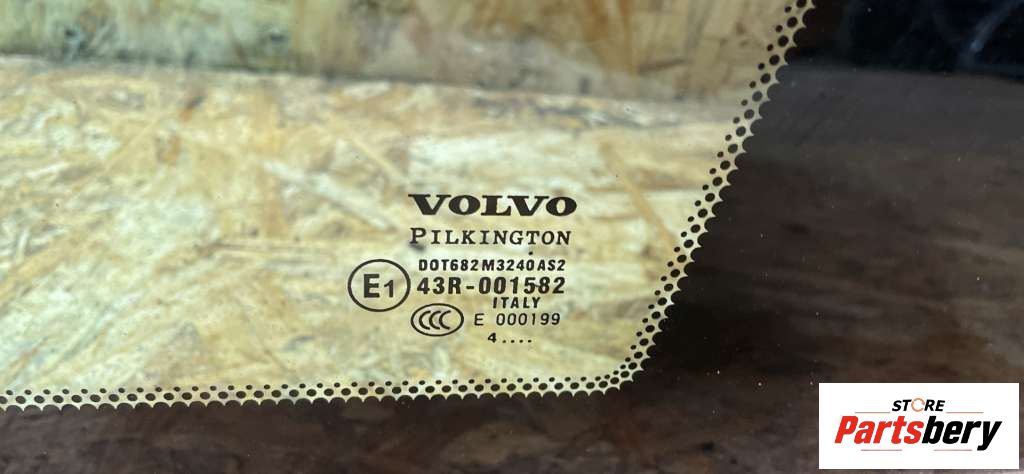 VOLVO
PILKINGTON
DOT682M3240AS2
E1 43R-001582
ITALY
CCC E 000199
4....
STORE
Partsbery